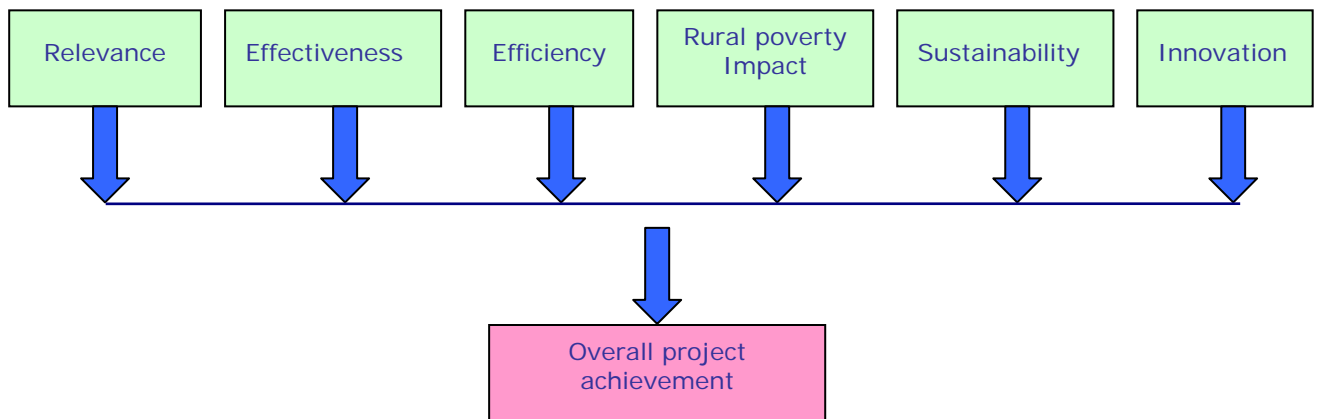 Relevance
Effectiveness
Efficiency
Rural poverty
Impact
Sustainability
Innovation
Overall project
achievement